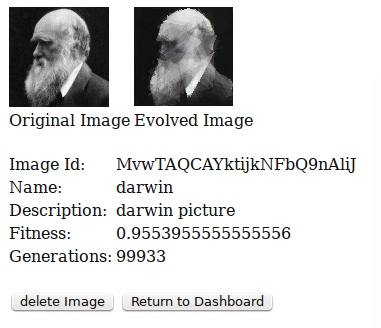 Original Image Evolved Image
Image Id: MvwTAQCAYktijkNFbQ9nAliJ
Name: darwin
Description: darwin picture
Fitness: 0.9553955555555556
Generations: 99933
delete Image Return to Dashboard